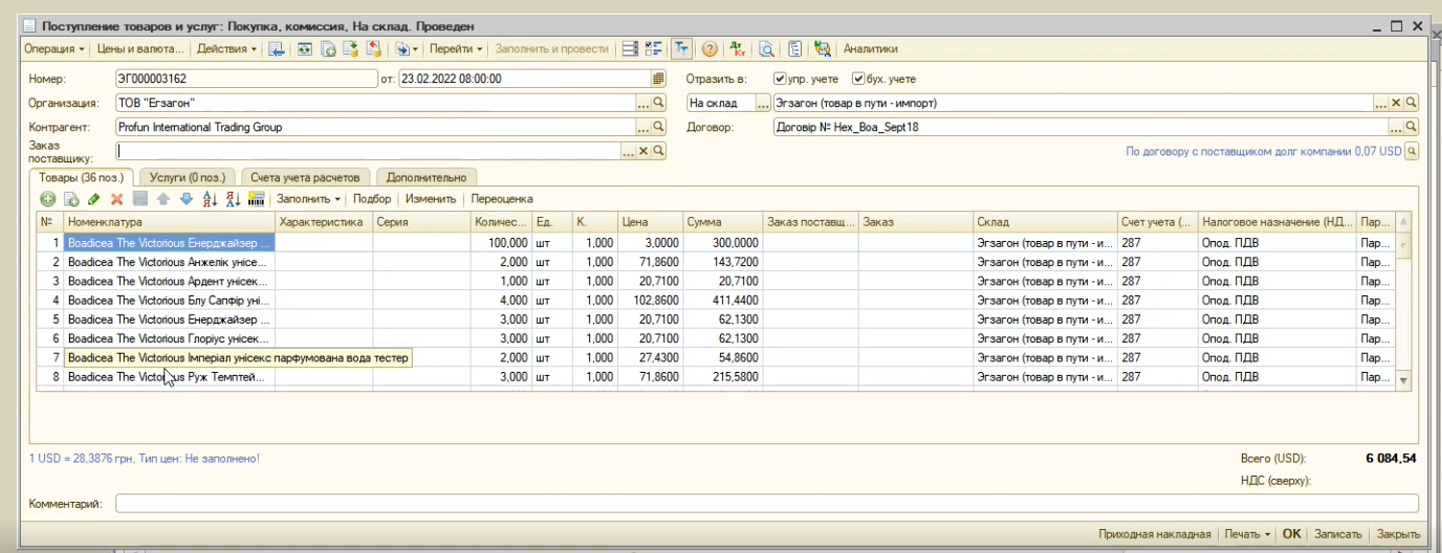 Поступление товаров и услуг: Покупка, комиссия, На склад. Проведен
Операция Цены и валюта... Действия Перейти Заполнить и провести Аналитики
Номер: ЭГ000003162 от: 23.02.2022 08:00:00 Отразить в: упр. учете бух. учете
Организация: ТОВ "Егзагон" На склад ... Эгзагон (товар в пути - импорт)
Контрагент: Profun International Trading Group Договор: Договір № Hex_Boa_Sept18
Заказ
поставщику: По договору с поставщиком долг компании 0,07 USD
Товары (36 поз.) Услуги (0 поз.) Счета учета расчетов Дополнительно
Заполнить Подбор Изменить Переоценка
№ Номенклатура Характеристика Серия Количес... Ед. К. Цена Сумма Заказ поставщ... Заказ Склад Счет учета (... Налоговое назначение (НД... Пар...
1 Boadicea The Victorious Енерджайзер ... 100,000 шт 1,000 3,0000 300,0000 Эгзагон (товар в пути - и... 287 Опод. ПДВ Пар...
2 Boadicea The Victorious Анжелік унісе... 2,000 шт 1,000 71,8600 143,7200 Эгзагон (товар в пути - и... 287 Опод. ПДВ Пар...
3 Boadicea The Victorious Ардент унісек... 1,000 шт 1,000 20,7100 20,7100 Эгзагон (товар в пути - и... 287 Опод. ПДВ Пар...
4 Boadicea The Victorious Блу Сапфір уні... 4,000 шт 1,000 102,8600 411,4400 Эгзагон (товар в пути - и... 287 Опод. ПДВ Пар...
5 Boadicea The Victorious Енерджайзер ... 3,000 шт 1,000 20,7100 62,1300 Эгзагон (товар в пути - и... 287 Опод. ПДВ Пар...
6 Boadicea The Victorious Глоріус унісек... 3,000 шт 1,000 20,7100 62,1300 Эгзагон (товар в пути - и... 287 Опод. ПДВ Пар...
7 Boadicea The Victorious Імперіал унісекс парфумована вода тестер 2,000 шт 1,000 27,4300 54,8600 Эгзагон (товар в пути - и... 287 Опод. ПДВ Пар...
8 Boadicea The Victorious Руж Темптей... 3,000 шт 1,000 71,8600 215,5800 Эгзагон (товар в пути - и... 287 Опод. ПДВ Пар...
1 USD = 28,3876 грн, Тип цен: Не заполнено! Всего (USD): 6 084,54
НДС (сверху):
Комментарий:
Приходная накладная Печать OK Записать Закрыть